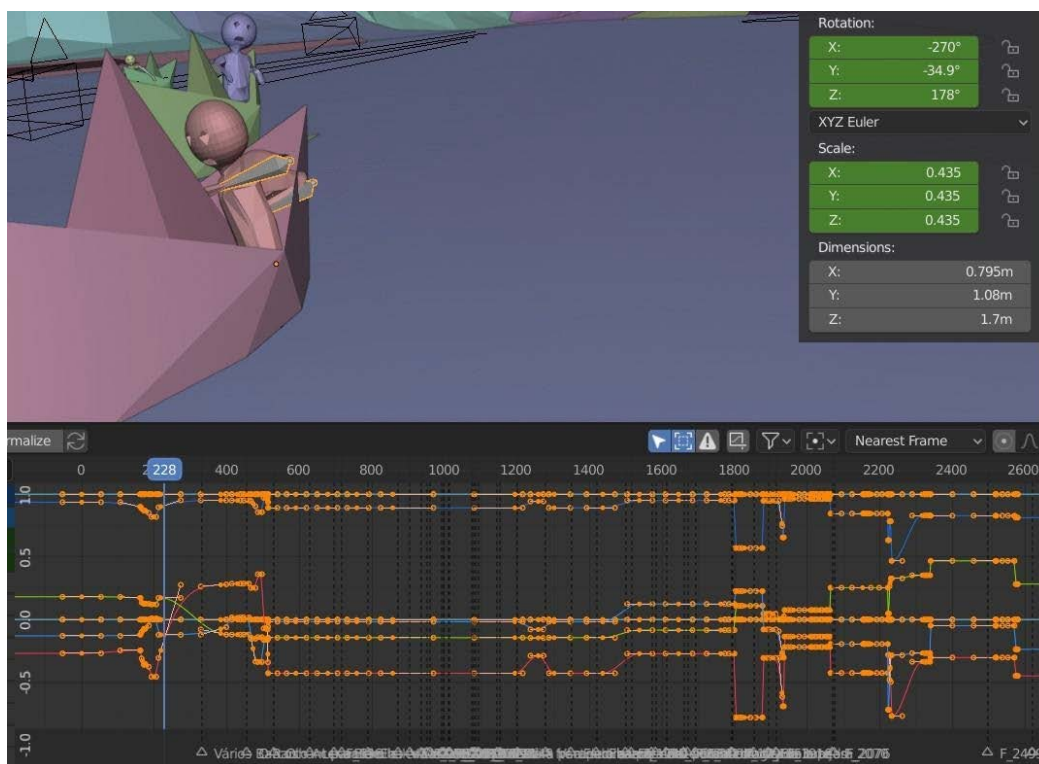 Rotation:
X: -270°
Y: -34.9°
Z: 178°
XYZ Euler
Scale:
X: 0.435
Y: 0.435
Z: 0.435
Dimensions:
X: 0.795m
Y: 1.08m
Z: 1.7m
rmalize Nearest Frame
0 228 400 600 800 1000 1200 1400 1600 1800 2000 2200 2400 2600
1.0
0.5
0.0
-0.5
-1.0
Vários 2070 F_249